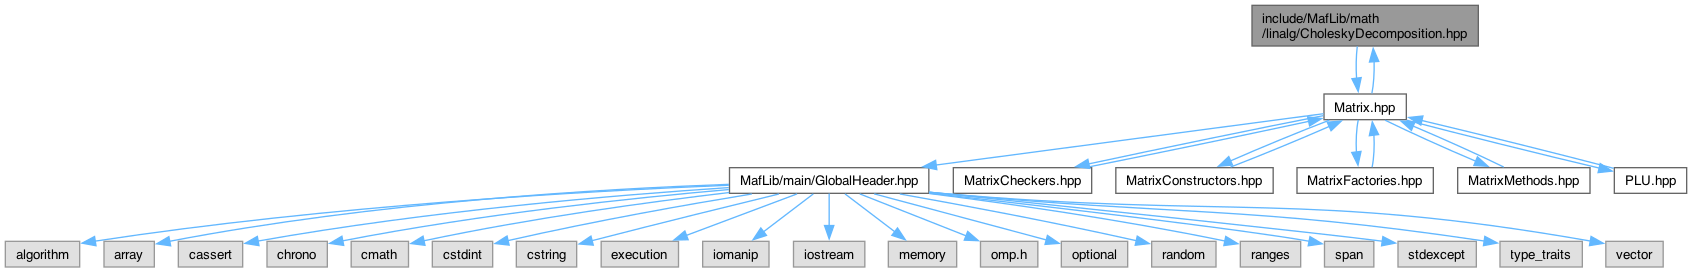 include/MafLib/math
/linalg/CholeskyDecomposition.hpp
Matrix.hpp
MafLib/main/GlobalHeader.hpp
MatrixCheckers.hpp
MatrixConstructors.hpp
MatrixFactories.hpp
MatrixMethods.hpp
PLU.hpp
algorithm
array
cassert
chrono
cmath
cstdint
cstring
execution
iomanip
iostream
memory
omp.h
optional
random
ranges
span
stdexcept
type_traits
vector